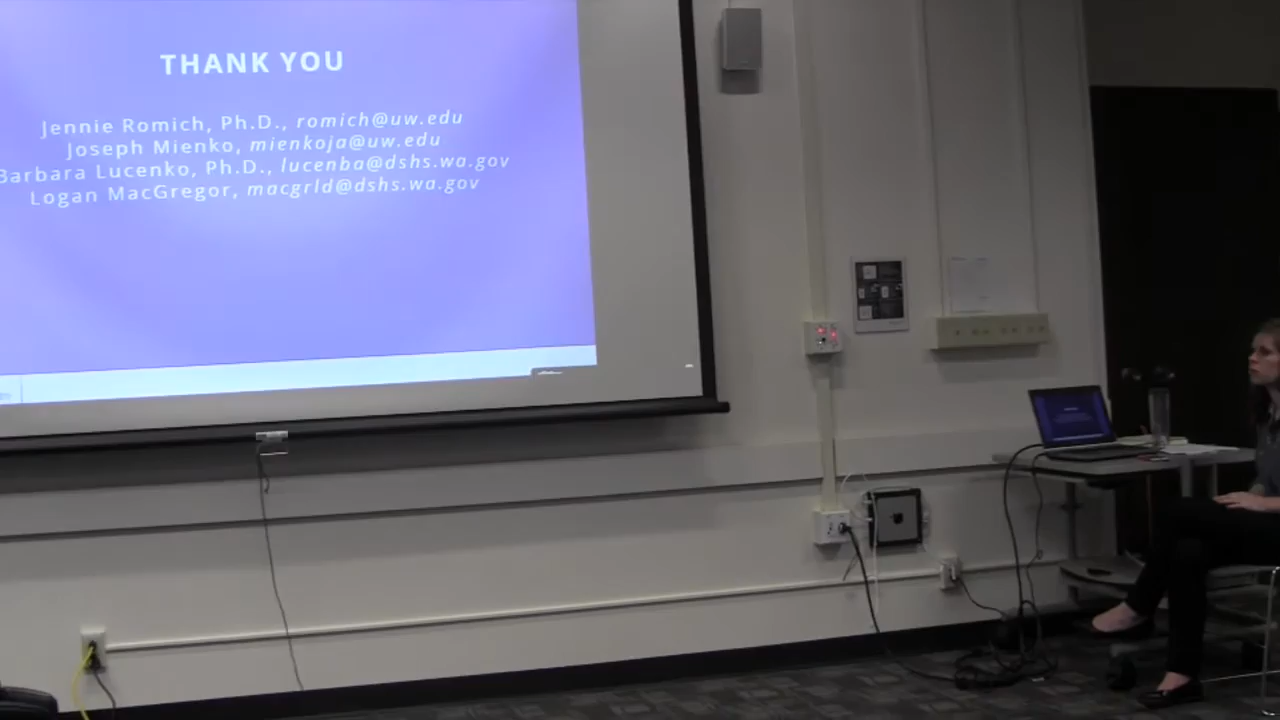 THANK YOU
Jennie Romich, Ph.D., romich@uw.edu
Joseph Mienko, mienkoja@uw.edu
Barbara Lucenko, Ph.D., lucenba@dshs.wa.gov
Logan MacGregor, macgrld@dshs.wa.gov